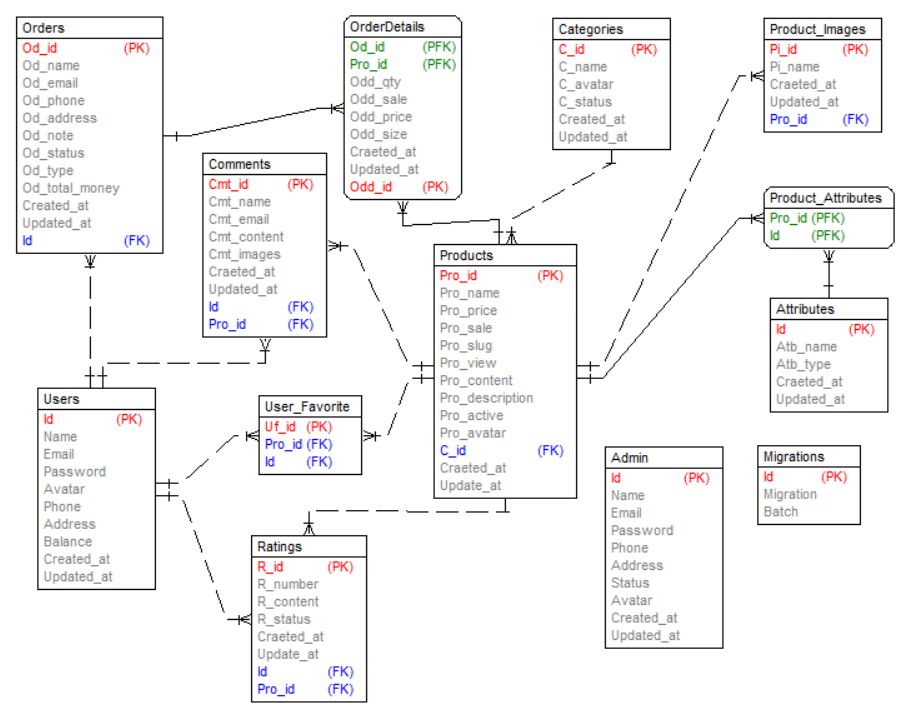 Orders
Od_id (PK)
Od_name
Od_email
Od_phone
Od_address
Od_note
Od_status
Od_type
Od_total_money
Created_at
Updated_at
Id (FK)
OrderDetails
Od_id (PFK)
Pro_id (PFK)
Odd_qty
Odd_sale
Odd_price
Odd_size
Craeted_at
Updated_at
Odd_id (PK)
Categories
C_id (PK)
C_name
C_avatar
C_status
Created_at
Updated_at
Product_Images
Pi_id (PK)
Pi_name
Craeted_at
Updated_at
Pro_id (FK)
Comments
Cmt_id (PK)
Cmt_name
Cmt_email
Cmt_content
Cmt_images
Craeted_at
Updated_at
Id (FK)
Pro_id (FK)
Product_Attributes
Pro_id (PFK)
Id (PFK)
Products
Pro_id (PK)
Pro_name
Pro_price
Pro_sale
Pro_slug
Pro_view
Pro_content
Pro_description
Pro_active
Pro_avatar
C_id (FK)
Craeted_at
Update_at
Attributes
Id (PK)
Atb_name
Atb_type
Craeted_at
Updated_at
Users
Id (PK)
Name
Email
Password
Avatar
Phone
Address
Balance
Created_at
Updated_at
User_Favorite
Uf_id (PK)
Pro_id (FK)
Id (FK)
Admin
Id (PK)
Name
Email
Password
Phone
Address
Status
Avatar
Created_at
Updated_at
Migrations
Id (PK)
Migration
Batch
Ratings
R_id (PK)
R_number
R_content
R_status
Craeted_at
Update_at
Id (FK)
Pro_id (FK)